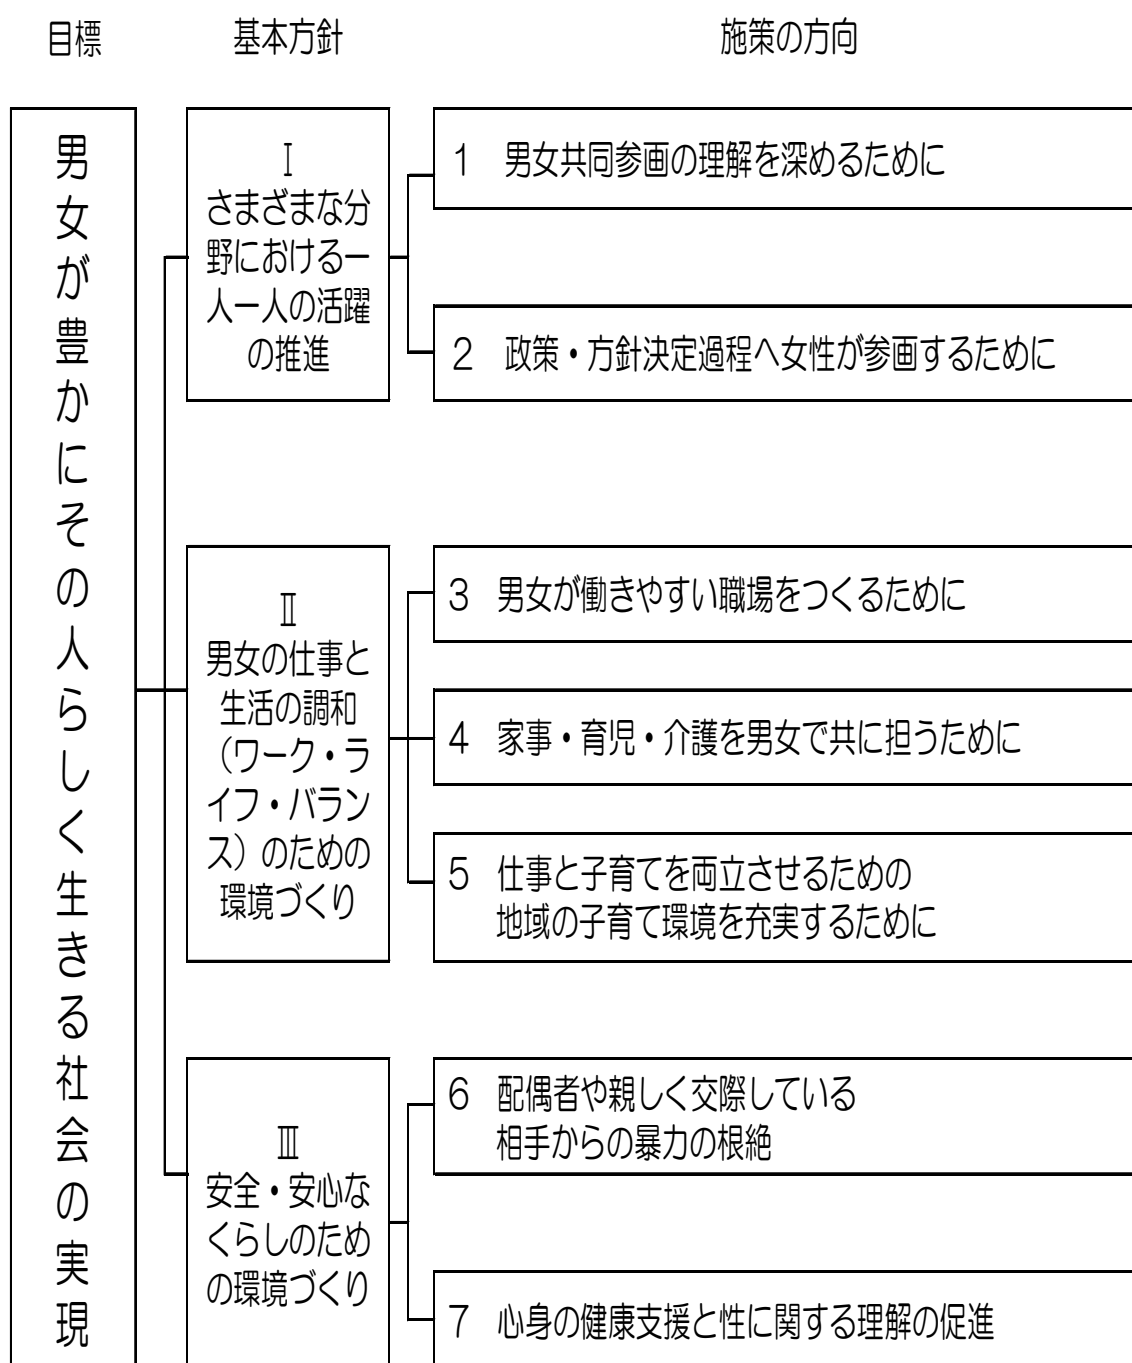 目標
基本方針
施策の方向
男女が豊かにその人らしく生きる社会の実現
Ⅰ
さまざまな分
野における一
人一人の活躍
の推進
1 男女共同参画の理解を深めるために
2 政策・方針決定過程へ女性が参画するために
Ⅱ
男女の仕事と
生活の調和
（ワーク・ラ
イフ・バラン
ス）のための
環境づくり
3 男女が働きやすい職場をつくるために
4 家事・育児・介護を男女で共に担うために
5 仕事と子育てを両立させるための
地域の子育て環境を充実するために
Ⅲ
安全・安心な
くらしのため
の環境づくり
6 配偶者や親しく交際している
相手からの暴力の根絶
7 心身の健康支援と性に関する理解の促進